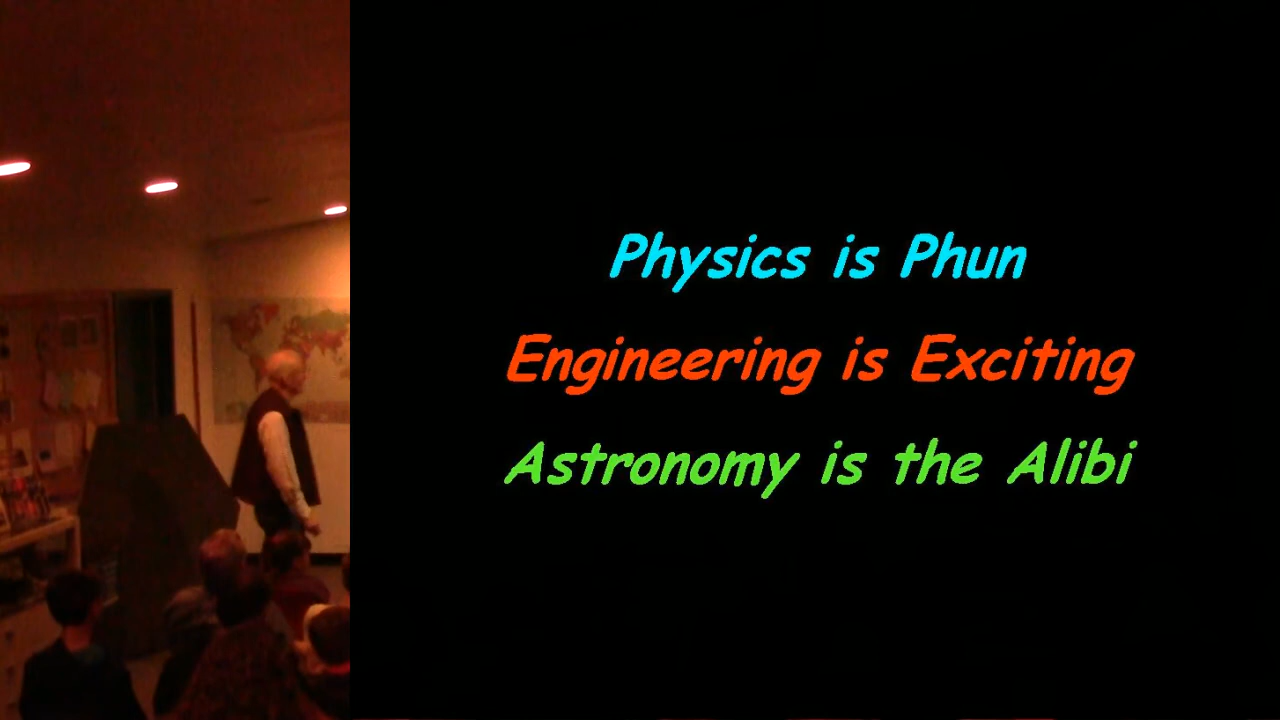 Physics is Phun
Engineering is Exciting
Astronomy is the Alibi